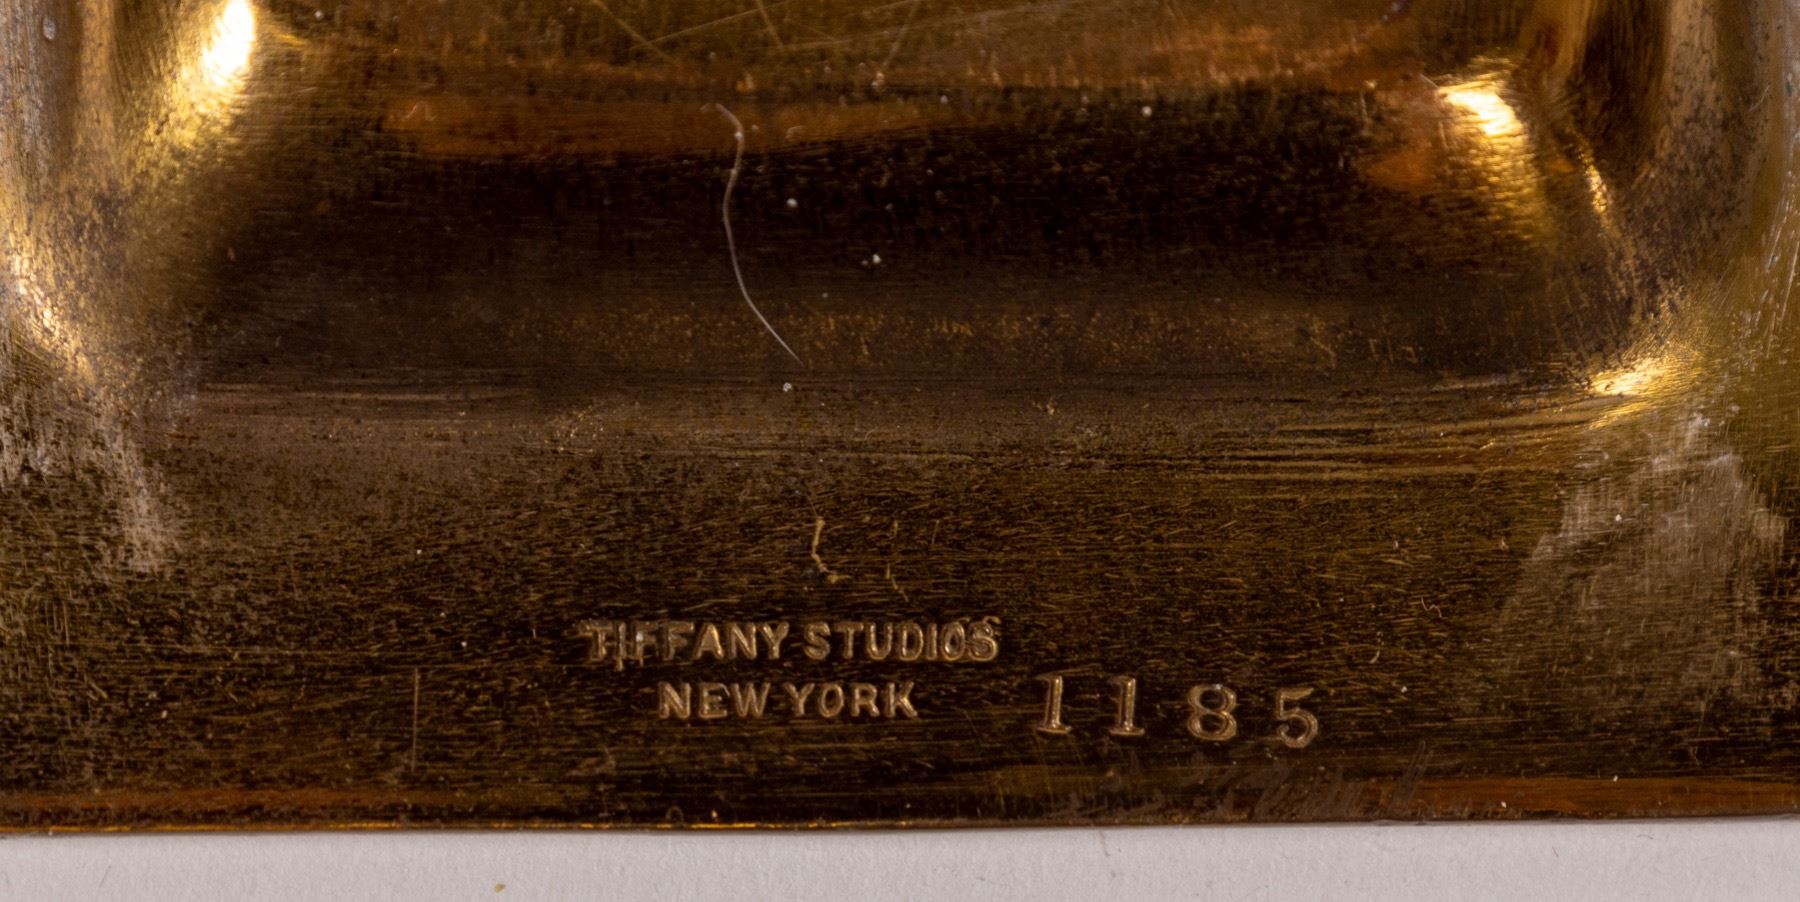 TIFFANY STUDIOS
NEW YORK 1185